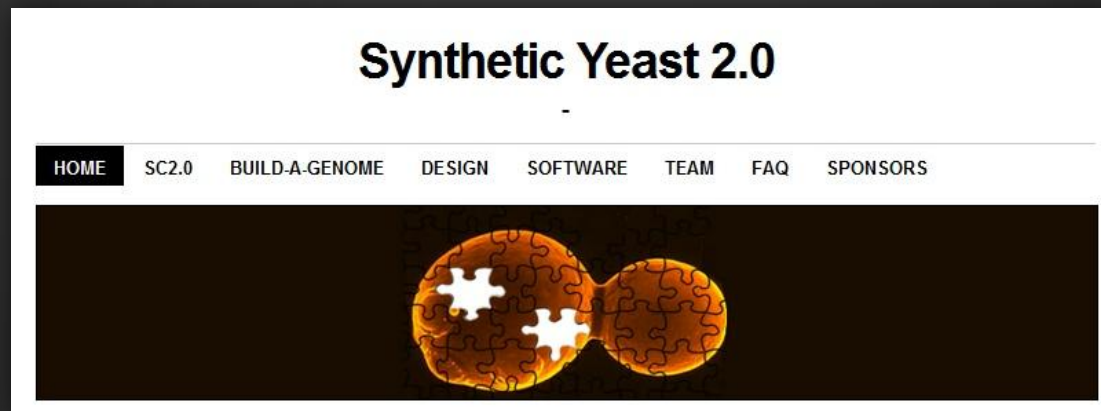 Synthetic Yeast 2.0
-
HOME SC2.0 BUILD-A-GENOME DESIGN SOFTWARE TEAM FAQ SPONSORS